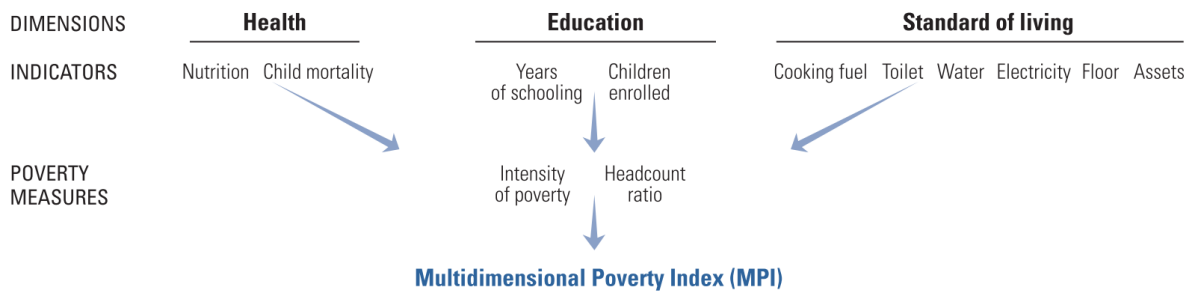 DIMENSIONS Health Education Standard of living
INDICATORS Nutrition Child mortality Years of schooling Children enrolled Cooking fuel Toilet Water Electricity Floor Assets
POVERTY MEASURES Intensity of poverty Headcount ratio
Multidimensional Poverty Index (MPI)